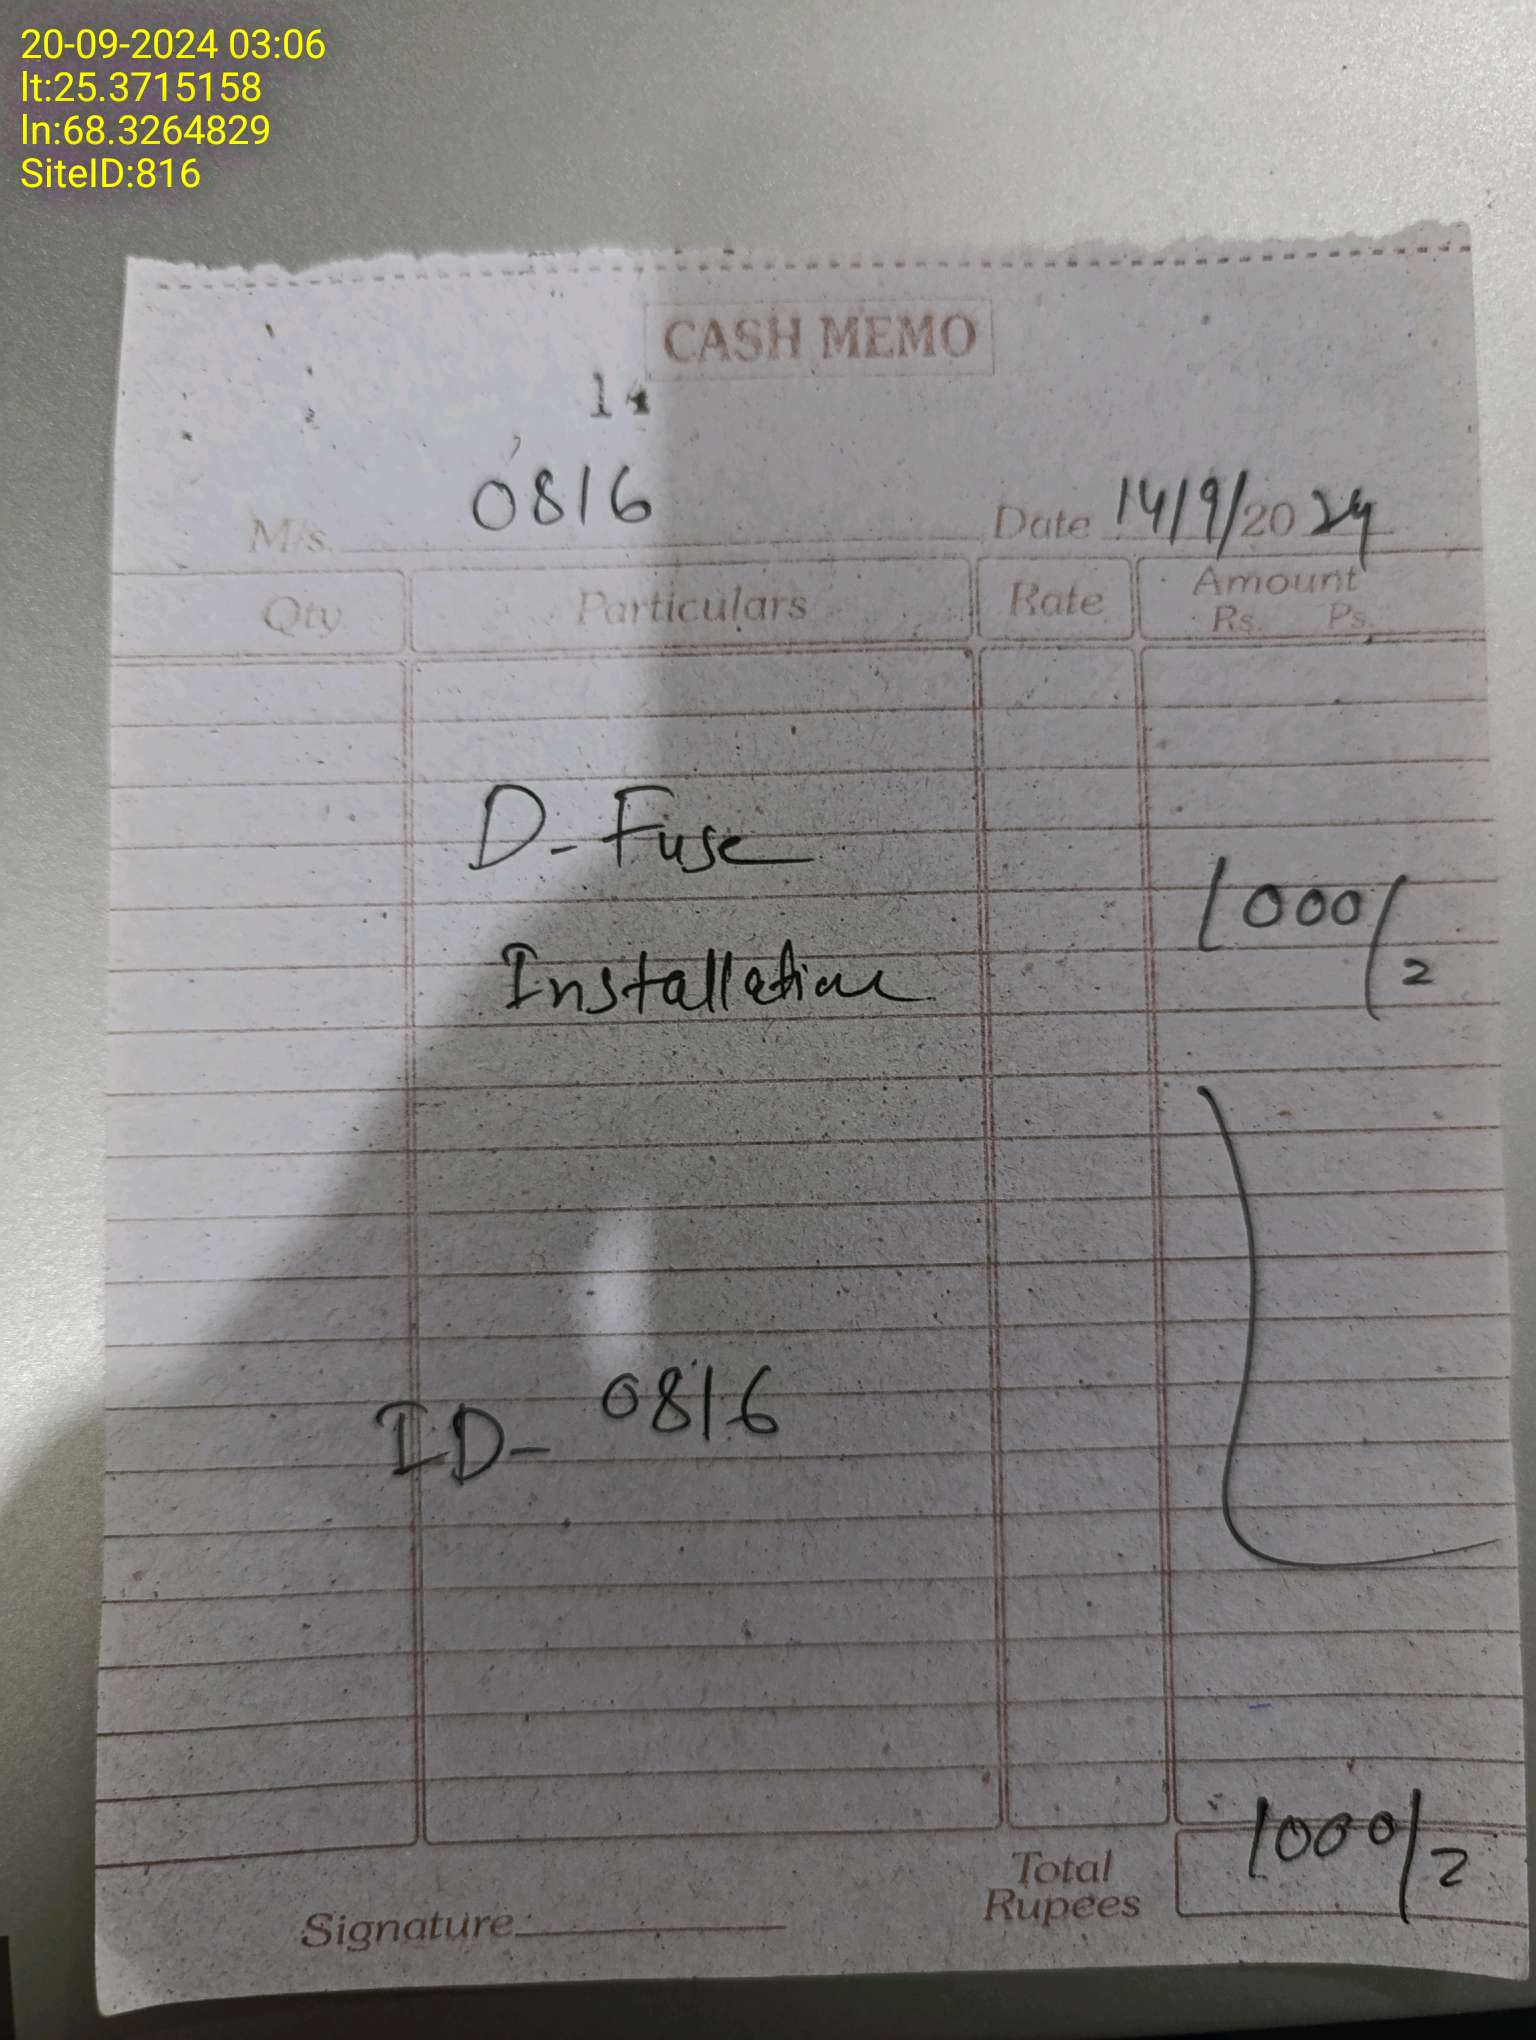 20-09-2024 03:06
lt:25.3715158
ln:68.3264829
SiteID:816
CASH MEMO
14
M/s. 0816 Date 14/9/2024
Qty Particulars Rate Amount
Rs. Ps.
D-Fuse
1000/2
Installation
ID- 0816
1000/2
Total
Rupees
Signature